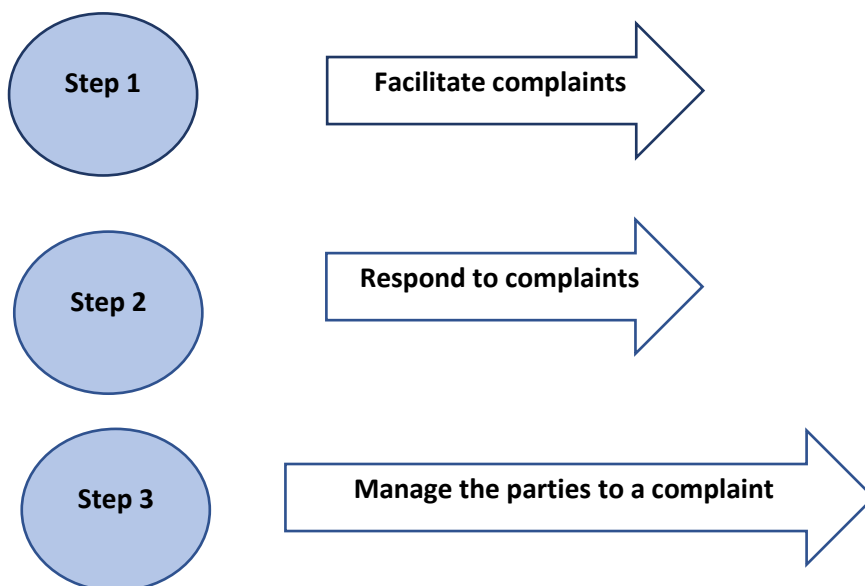 Step 1
Facilitate complaints
Step 2
Respond to complaints
Step 3
Manage the parties to a complaint